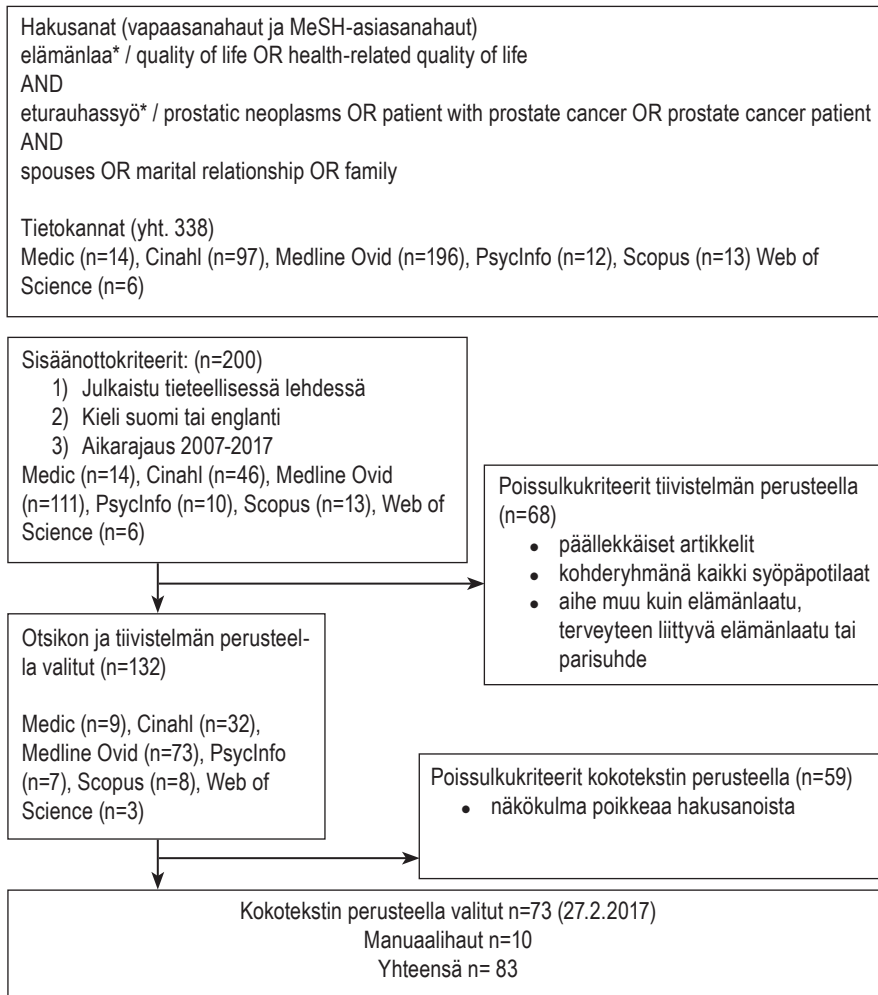 Hakusanat (vapaasanahaut ja MeSH-asiasanahaut)
elämänlaa* / quality of life OR health-related quality of life
AND
eturauhassyö* / prostatic neoplasms OR patient with prostate cancer OR prostate cancer patient
AND
spouses OR marital relationship OR family
Tietokannat (yht. 338)
Medic (n=14), Cinahl (n=97), Medline Ovid (n=196), PsycInfo (n=12), Scopus (n=13) Web of
Science (n=6)
Sisäänottokriteerit: (n=200)
1) Julkaistu tieteellisessä lehdessä
2) Kieli suomi tai englanti
3) Aikarajaus 2007-2017
Medic (n=14), Cinahl (n=46), Medline Ovid
(n=111), PsycInfo (n=10), Scopus (n=13), Web of
Science (n=6)
Poissulkukriteerit tiivistelmän perusteella
(n=68)
• päällekkäiset artikkelit
• kohderyhmänä kaikki syöpäpotilaat
• aihe muu kuin elämänlaatu,
terveyteen liittyvä elämänlaatu tai
parisuhde
Otsikon ja tiivistelmän perusteel-
la valitut (n=132)
Medic (n=9), Cinahl (n=32),
Medline Ovid (n=73), PsycInfo
(n=7), Scopus (n=8), Web of
Science (n=3)
Poissulkukriteerit kokotekstin perusteella (n=59)
• näkökulma poikkeaa hakusanoista
Kokotekstin perusteella valitut n=73 (27.2.2017)
Manuaalihaut n=10
Yhteensä n= 83